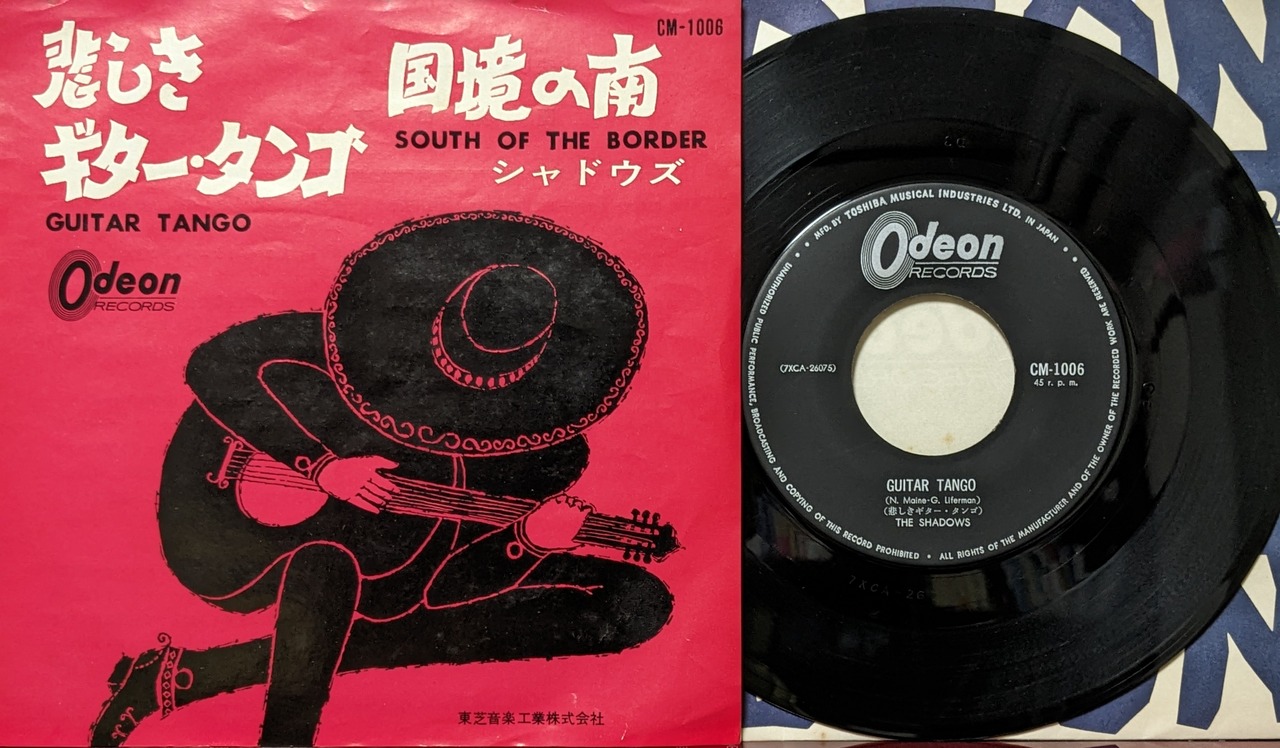 CM-1006
悲しき
ギター・タンゴ
GUITAR TANGO
国境の南
SOUTH OF THE BORDER
シャドウズ
Odeon
RECORDS
東芝音楽工業株式会社
MFD. BY TOSHIBA MUSICAL INDUSTRIES LTD. IN JAPAN
Odeon
RECORDS
(7XCA-26075)
CM-1006
45 r. p. m.
GUITAR TANGO
(N. Maine-G. Liferman)
(悲しきギター・タンゴ)
THE SHADOWS
UNAUTHORIZED PUBLIC PERFORMANCE, BROADCASTING AND COPYING OF THIS RECORD PROHIBITED • ALL RIGHTS OF THE MANUFACTURER AND OF THE OWNER OF THE RECORDED WORK ARE RESERVED
7XCA-26